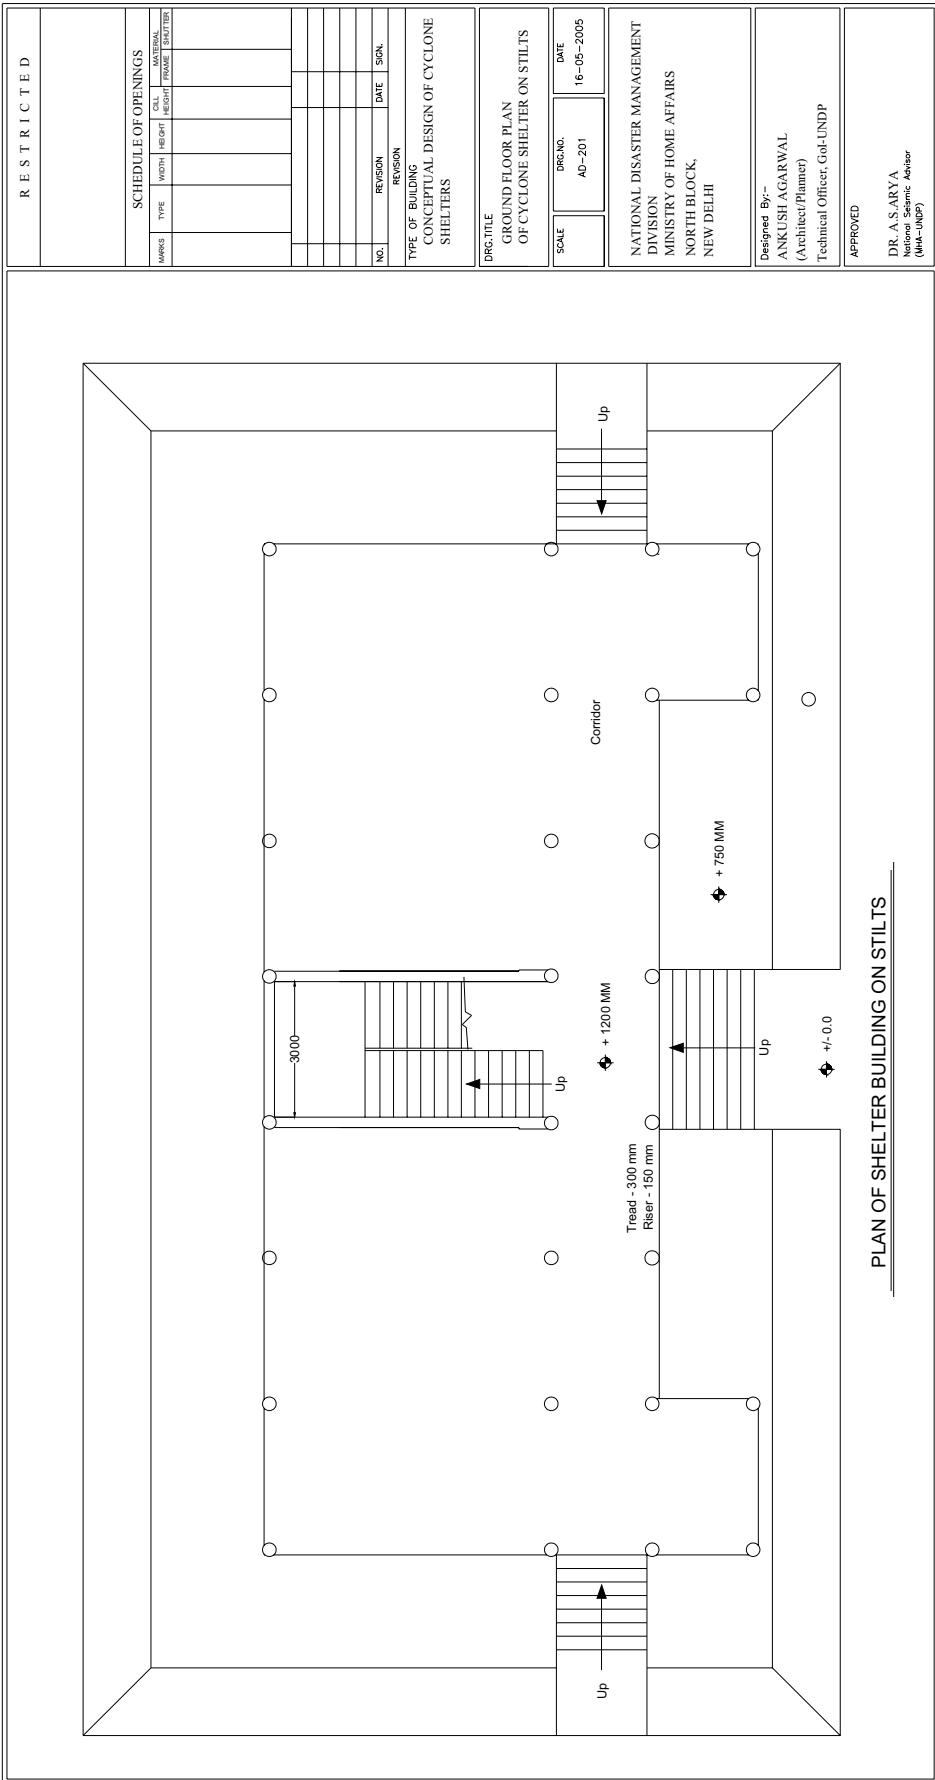 RESTRICTED
SCHEDULE OF OPENINGS
MARKS
TYPE
WIDTH
HEIGHT
CILL
HEIGHT
MATERIAL
FRAME
SHUTTER
NO.
REVISION
DATE
SIGN.
REVISION
TYPE OF BUILDING
CONCEPTUAL DESIGN OF CYCLONE
SHELTERS
DRG.TITLE
GROUND FLOOR PLAN
OF CYCLONE SHELTER ON STILTS
SCALE
DRG.NO.
AD-201
DATE
16-05-2005
NATIONAL DISASTER MANAGEMENT
DIVISION
MINISTRY OF HOME AFFAIRS
NORTH BLOCK,
NEW DELHI
Designed By:-
ANKUSH AGARWAL
(Architect/Planner)
Technical Officer, GoI-UNDP
APPROVED
DR. A.S.ARYA
National Seismic Advisor
(MHA-UNDP)
3000
Up
Up
Corridor
+ 1200 MM
Tread - 300 mm
Riser - 150 mm
+ 750 MM
Up
Up
+/- 0.0
PLAN OF SHELTER BUILDING ON STILTS